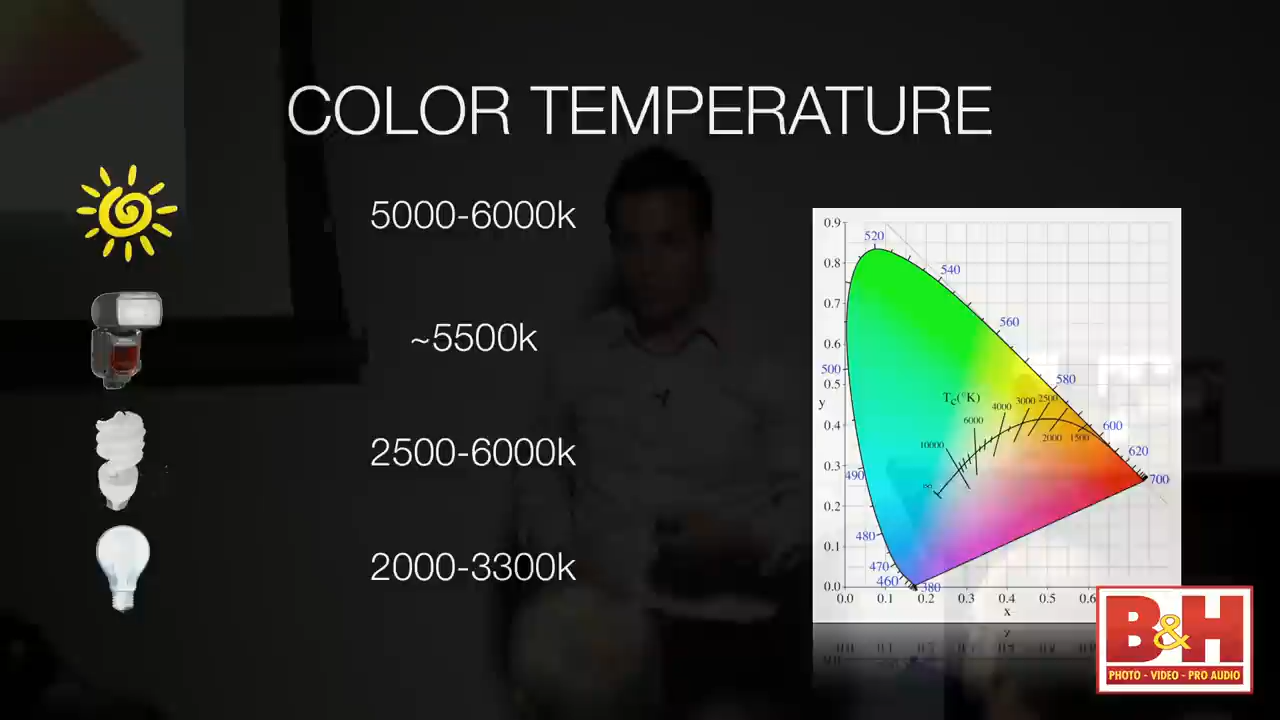 COLOR TEMPERATURE
5000-6000k
~5500k
2500-6000k
2000-3300k
0.9
0.8
0.7
0.6
0.5
0.4
0.3
0.2
0.1
0.0
y
0.0 0.1 0.2 0.3 0.4 0.5 0.6
x
520
540
560
580
600
620
700
500
490
480
470
460
380
Tc(°K)
∞
10000
6000
4000
3000
2500
2000
1500
B&H
PHOTO - VIDEO - PRO AUDIO